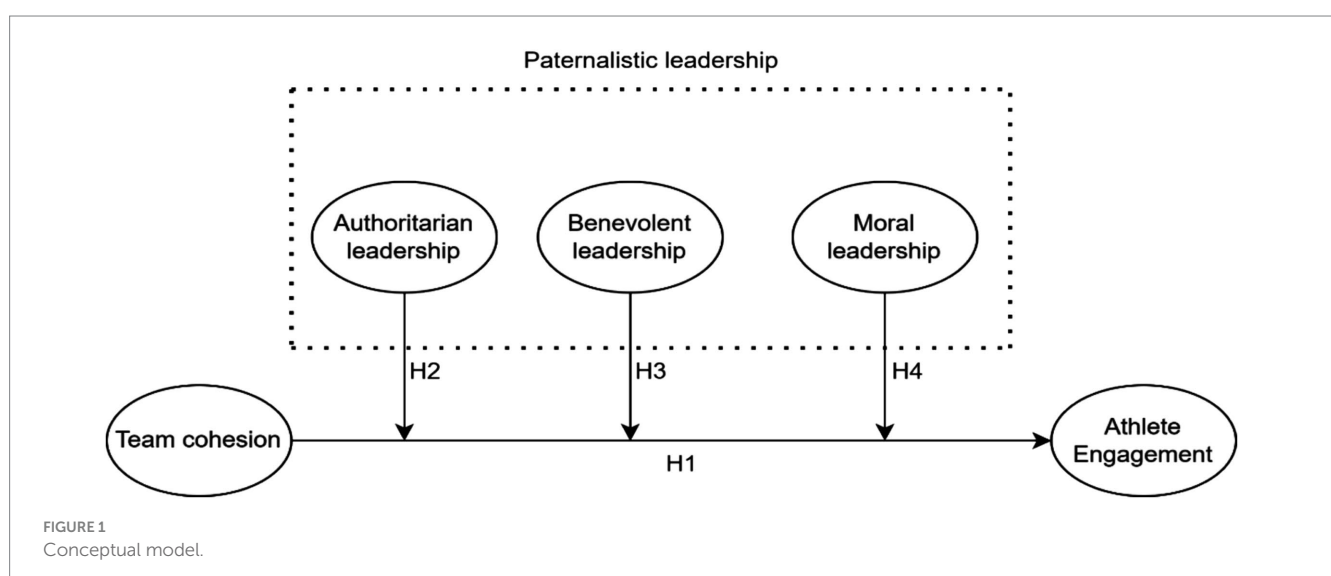 Paternalistic leadership
Authoritarian
leadership
Benevolent
leadership
Moral
leadership
H2
H3
H4
Team cohesion
H1
Athlete
Engagement
FIGURE 1
Conceptual model.